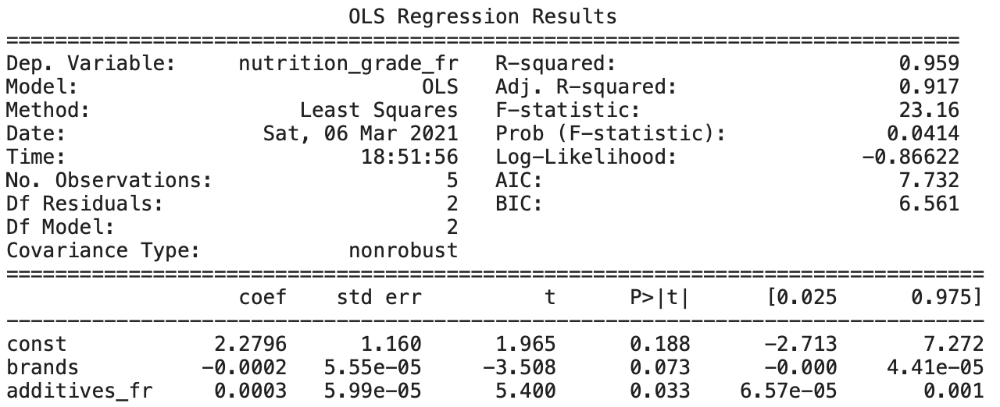 OLS Regression Results
==============================================================================
Dep. Variable: nutrition_grade_fr R-squared: 0.959
Model: OLS Adj. R-squared: 0.917
Method: Least Squares F-statistic: 23.16
Date: Sat, 06 Mar 2021 Prob (F-statistic): 0.0414
Time: 18:51:56 Log-Likelihood: -0.86622
No. Observations: 5 AIC: 7.732
Df Residuals: 2 BIC: 6.561
Df Model: 2
Covariance Type: nonrobust
================================================================================
coef std err t P>|t| [0.025 0.975]
--------------------------------------------------------------------------------
const 2.2796 1.160 1.965 0.188 -2.713 7.272
brands -0.0002 5.55e-05 -3.508 0.073 -0.000 4.41e-05
additives_fr 0.0003 5.99e-05 5.400 0.033 6.57e-05 0.001